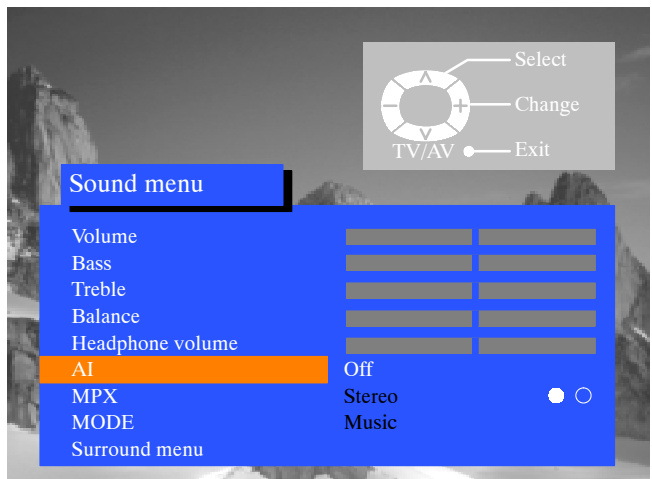 Select
Change
TV/AV Exit
Sound menu
Volume
Bass
Treble
Balance
Headphone volume
AI Off
MPX Stereo
MODE Music
Surround menu